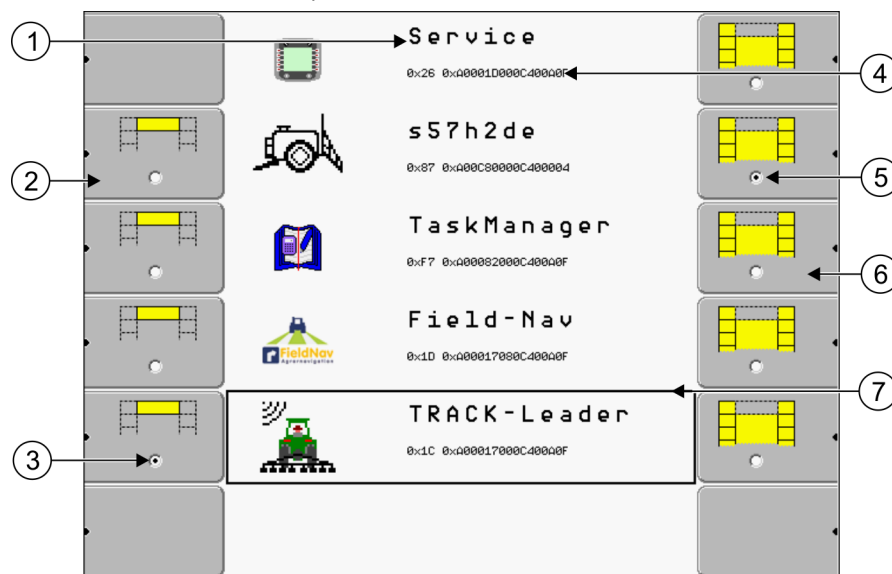 1
Service
0x26 0xA0001D000C400A0F
4
s57h2de
0x87 0xA00C80000C400004
5
2
TaskManager
0xF7 0xA00082000C400A0F
6
Field-Nav
0x1D 0xA00017080C400A0F
FieldNav
Agrarnavigation
7
TRACK-Leader
0x1C 0xA00017000C400A0F
3